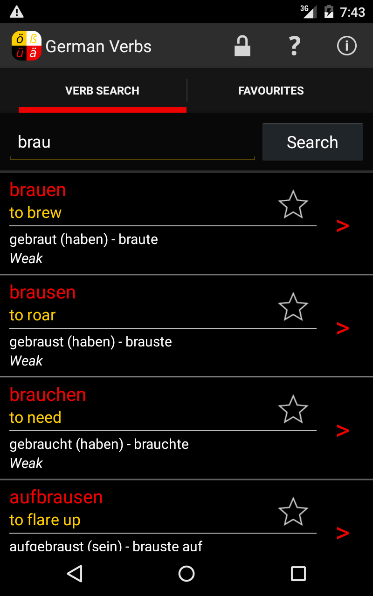 3G
7:43
ö ß
ü ä
German Verbs
?
i
VERB SEARCH
FAVOURITES
brau
Search
brauen
to brew
>
gebraut (haben) - braute
Weak
brausen
to roar
>
gebraust (haben) - brauste
Weak
brauchen
to need
>
gebraucht (haben) - brauchte
Weak
aufbrausen
to flare up
>
aufgebraust (sein) - brauste auf